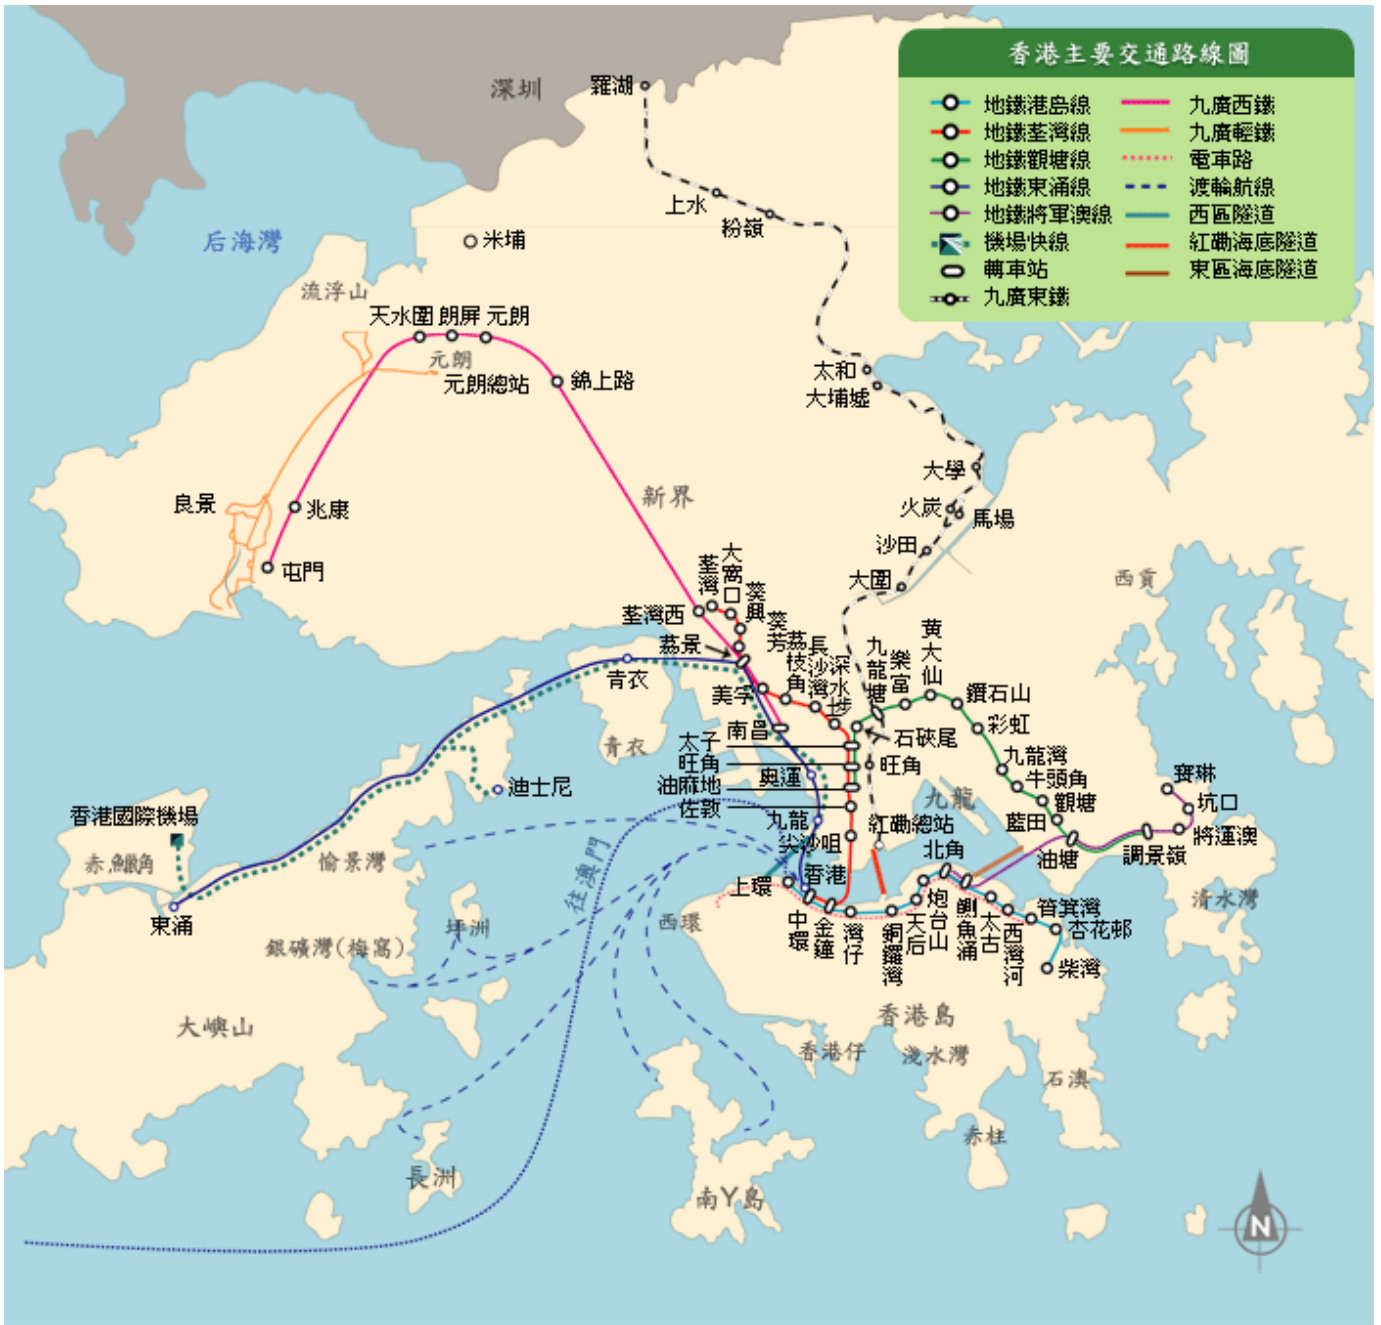 香港主要交通路線圖
地鐵港島線
地鐵荃灣線
地鐵觀塘線
地鐵東涌線
地鐵將軍澳線
機場快線
轉車站
九廣東鐵
九廣西鐵
九廣輕鐵
電車路
渡輪航線
西區隧道
紅磡海底隧道
東區海底隧道
深圳
羅湖
上水
粉嶺
后海灣
米埔
流浮山
天水圍
朗屏
元朗
元朗
元朗總站
錦上路
太和
大埔墟
大學
火炭
馬場
沙田
大圍
新界
良景
兆康
屯門
西貢
荃灣
大窩口
葵興
葵芳
荔枝角
長沙灣
深水埗
荃灣西
荔景
美孚
南昌
青衣
青衣
九龍塘
樂富
黃大仙
鑽石山
彩虹
九龍灣
牛頭角
觀塘
藍田
油塘
石硤尾
旺角
太子
旺角
油麻地
佐敦
奧運
九龍
尖沙咀
九龍
紅磡總站
迪士尼
香港國際機場
赤鱲角
東涌
愉景灣
往澳門
坪洲
銀礦灣(梅窩)
大嶼山
寶琳
坑口
將運澳
調景嶺
清水灣
上環
香港
西環
中環
金鐘
灣仔
銅鑼灣
天后
炮台山
北角
鰂魚涌
太古
西灣河
筲箕灣
杏花邨
柴灣
香港島
香港仔
淺水灣
石澳
赤柱
長洲
南丫島
N